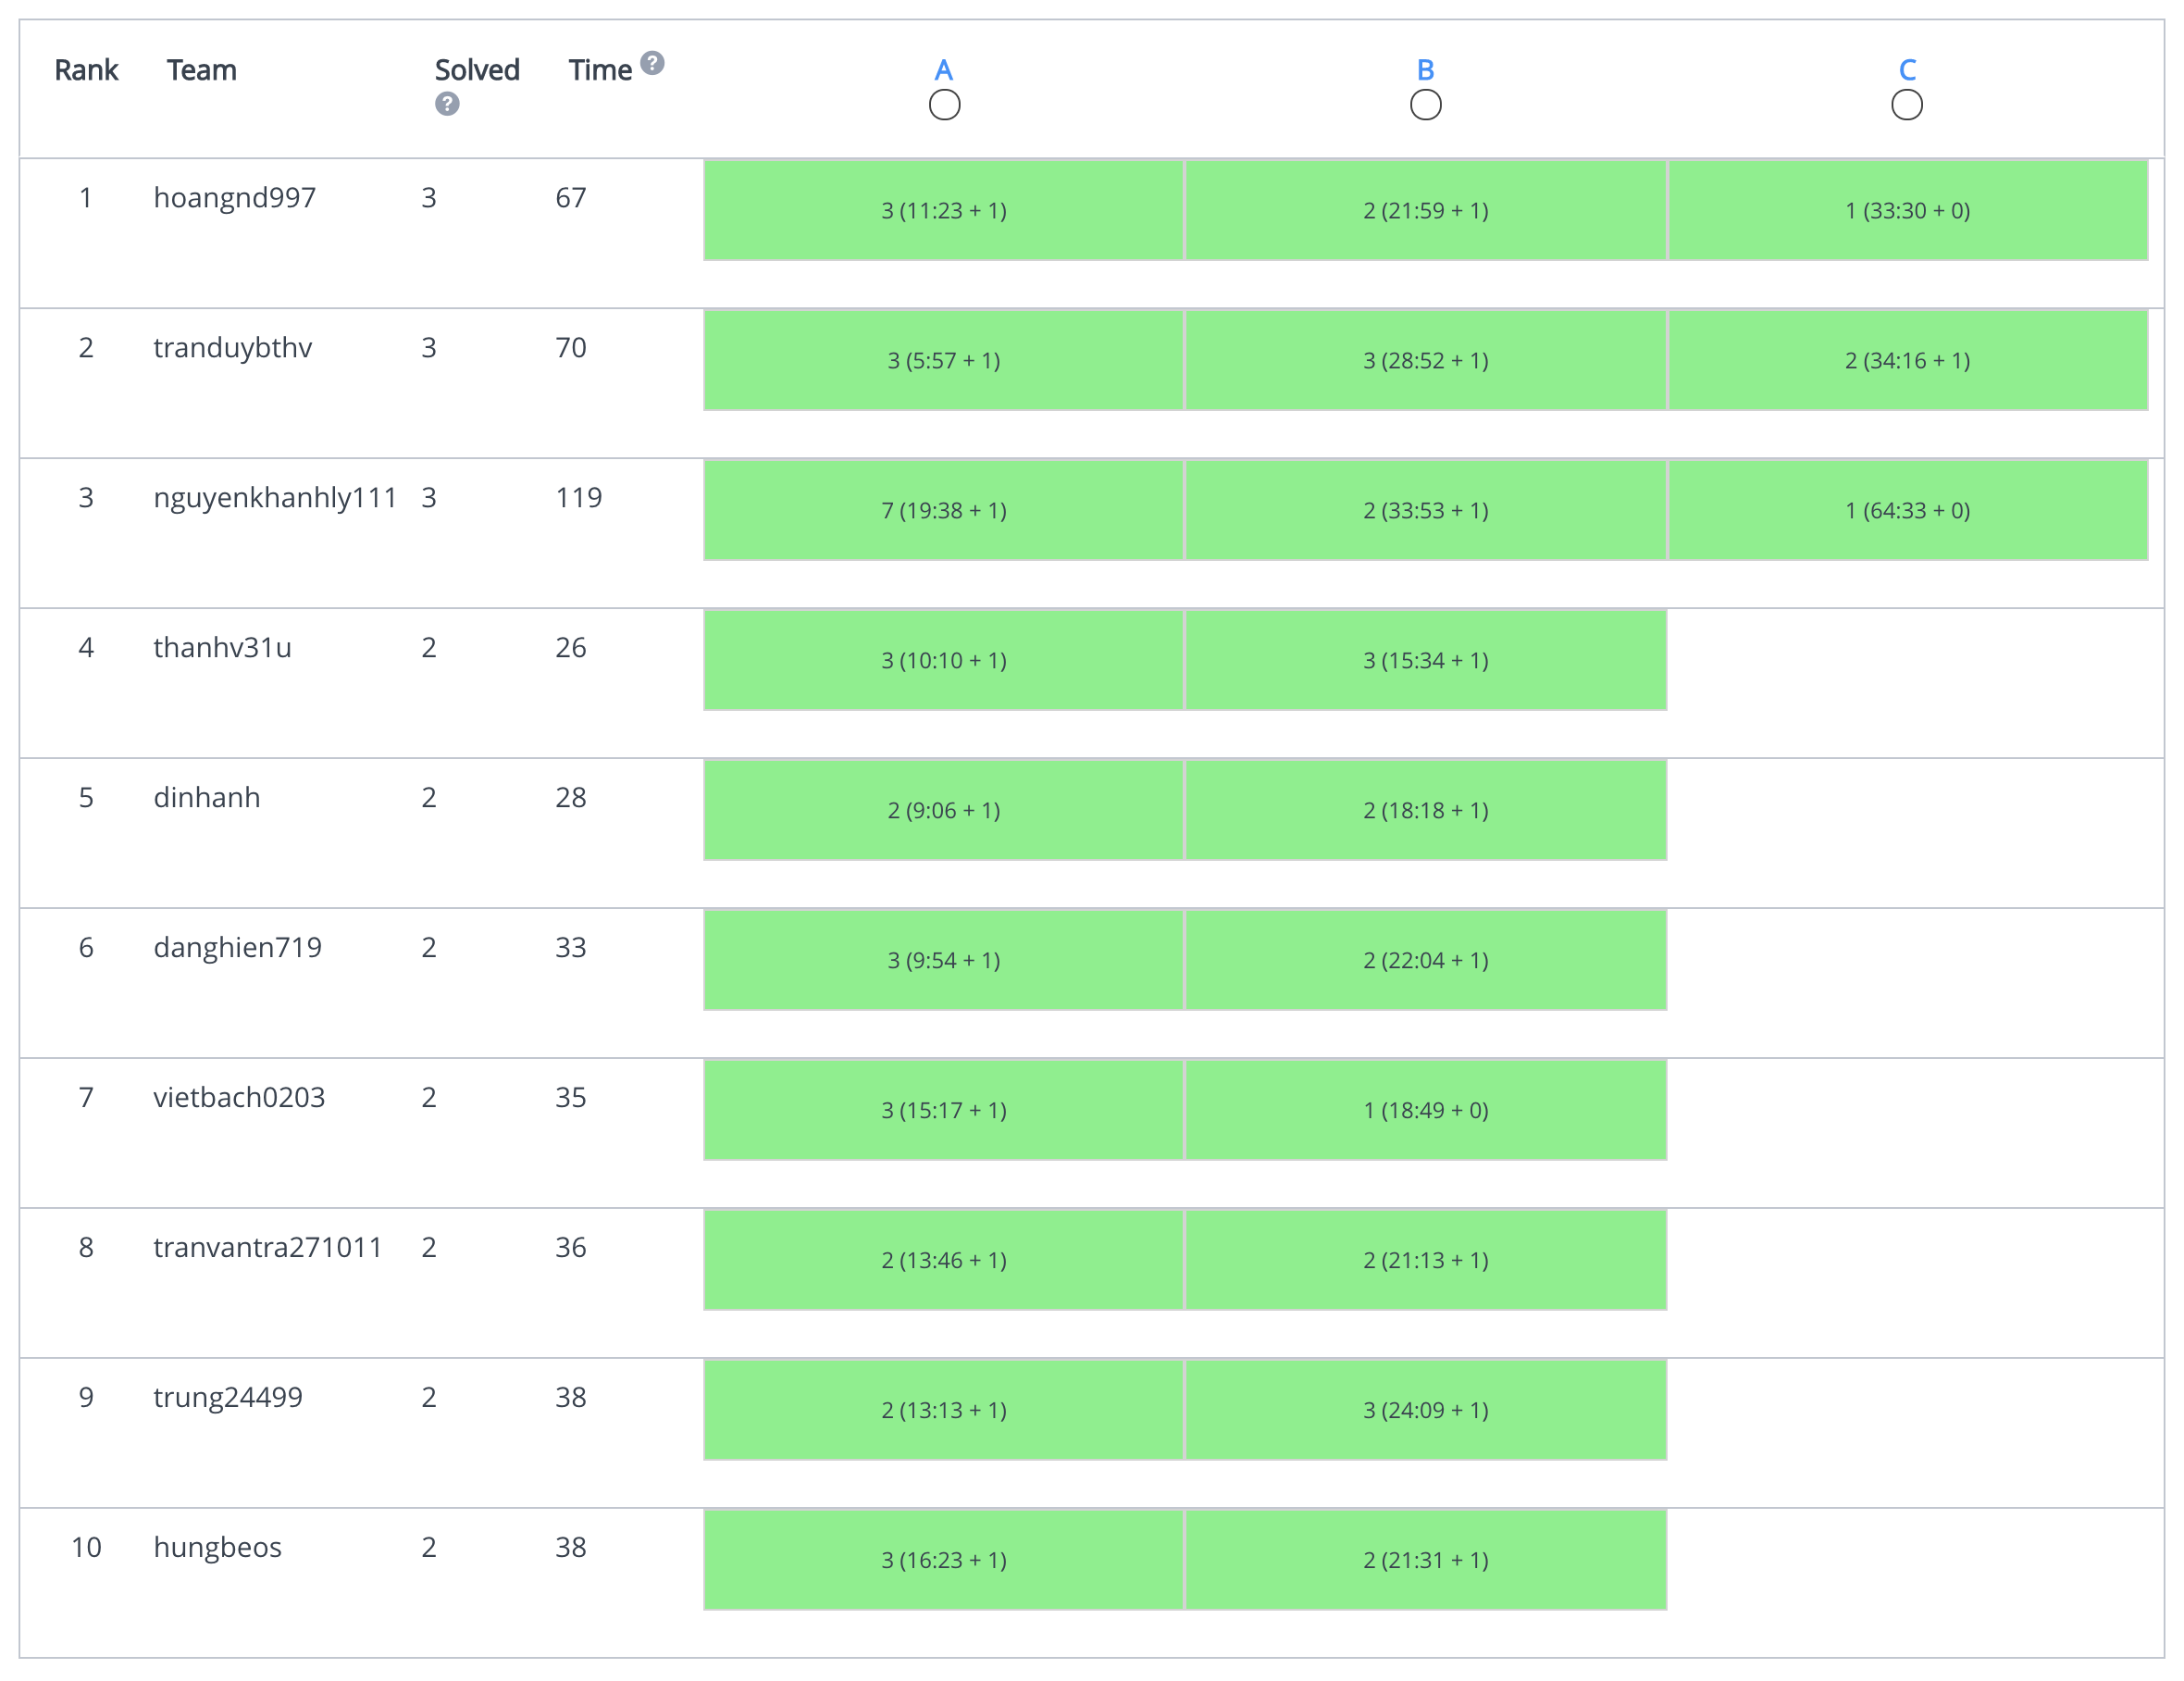 Rank Team Solved ? Time ? A B C
1 hoangnd997 3 67 3 (11:23 + 1) 2 (21:59 + 1) 1 (33:30 + 0)
2 tranduybthv 3 70 3 (5:57 + 1) 3 (28:52 + 1) 2 (34:16 + 1)
3 nguyenkhanhly111 3 119 7 (19:38 + 1) 2 (33:53 + 1) 1 (64:33 + 0)
4 thanhv31u 2 26 3 (10:10 + 1) 3 (15:34 + 1)
5 dinhanh 2 28 2 (9:06 + 1) 2 (18:18 + 1)
6 danghien719 2 33 3 (9:54 + 1) 2 (22:04 + 1)
7 vietbach0203 2 35 3 (15:17 + 1) 1 (18:49 + 0)
8 tranvantra271011 2 36 2 (13:46 + 1) 2 (21:13 + 1)
9 trung24499 2 38 2 (13:13 + 1) 3 (24:09 + 1)
10 hungbeos 2 38 3 (16:23 + 1) 2 (21:31 + 1)